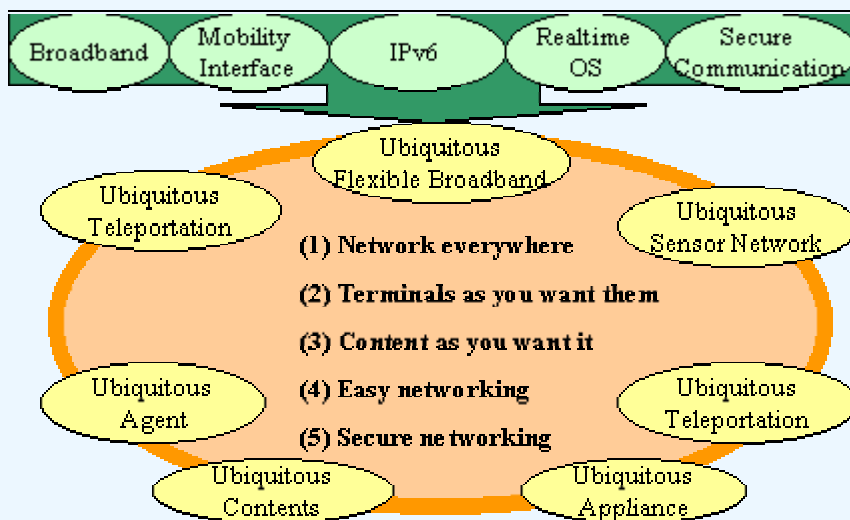 Broadband
Mobility
Interface
IPv6
Realtime
OS
Secure
Communication
Ubiquitous
Flexible Broadband
Ubiquitous
Teleportation
Ubiquitous
Sensor Network
(1) Network everywhere
(2) Terminals as you want them
(3) Content as you want it
(4) Easy networking
(5) Secure networking
Ubiquitous
Agent
Ubiquitous
Teleportation
Ubiquitous
Contents
Ubiquitous
Appliance